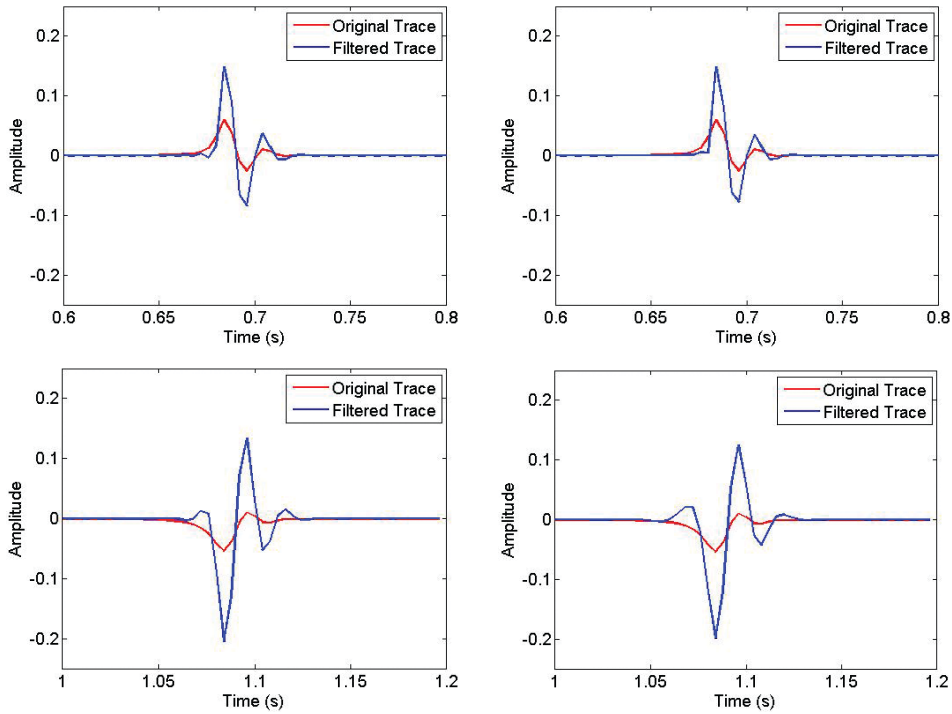 Original Trace
Filtered Trace
0.2
0.1
0
-0.1
-0.2
Amplitude
0.6
0.65
0.7
0.75
0.8
Time (s)
Original Trace
Filtered Trace
0.2
0.1
0
-0.1
-0.2
Amplitude
0.6
0.65
0.7
0.75
0.8
Time (s)
Original Trace
Filtered Trace
0.2
0.1
0
-0.1
-0.2
Amplitude
1
1.05
1.1
1.15
1.2
Time (s)
Original Trace
Filtered Trace
0.2
0.1
0
-0.1
-0.2
Amplitude
1
1.05
1.1
1.15
1.2
Time (s)